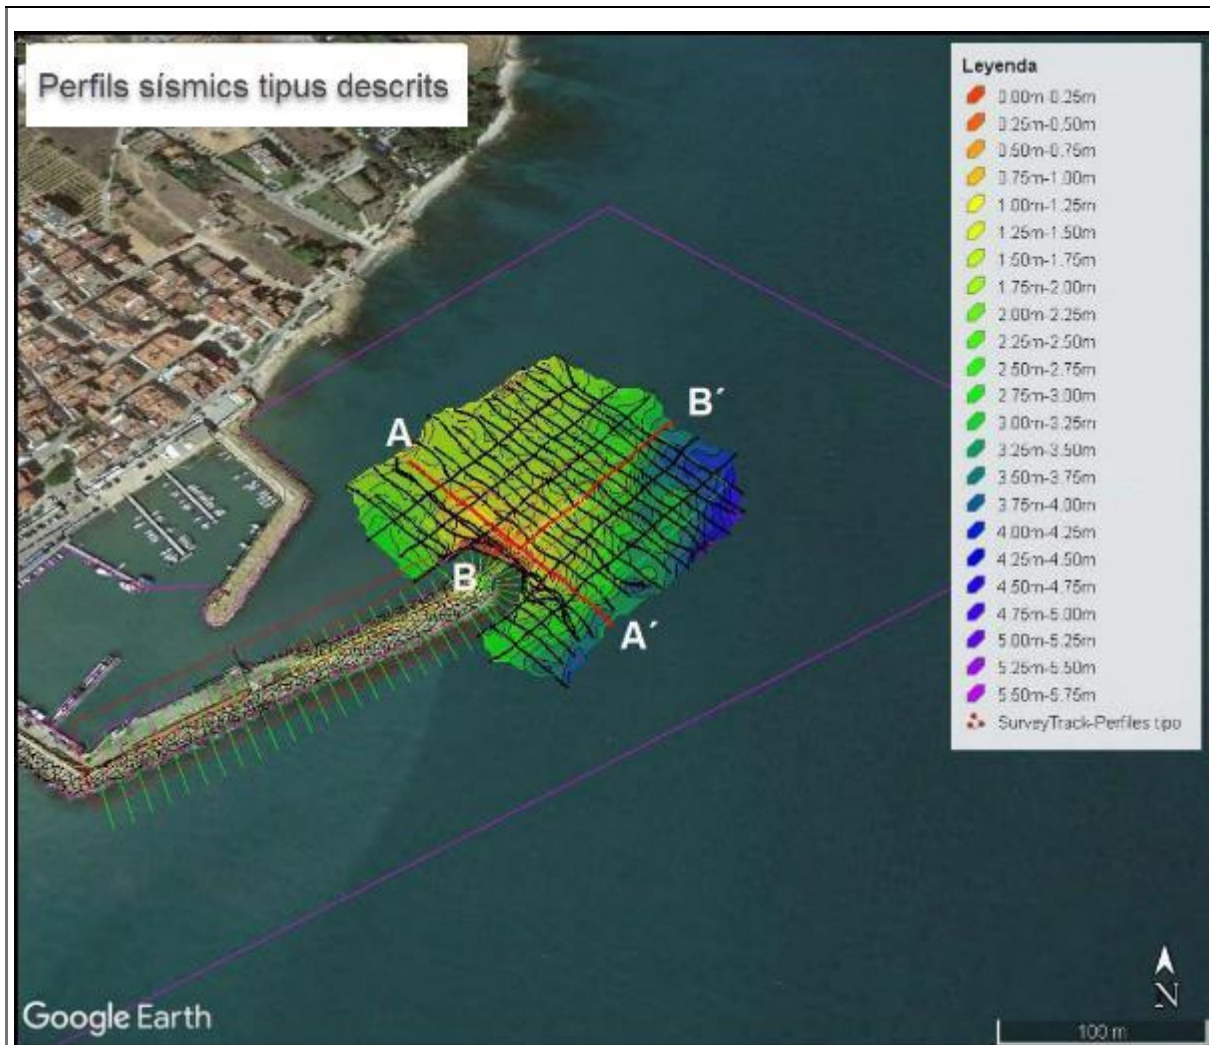 Perfils sísmics tipus descrits
Leyenda
0.00m-0.25m
0.25m-0.50m
0.50m-0.75m
0.75m-1.00m
1.00m-1.25m
1.25m-1.50m
1.50m-1.75m
1.75m-2.00m
2.00m-2.25m
2.25m-2.50m
2.50m-2.75m
2.75m-3.00m
3.00m-3.25m
3.25m-3.50m
3.50m-3.75m
3.75m-4.00m
4.00m-4.25m
4.25m-4.50m
4.50m-4.75m
4.75m-5.00m
5.00m-5.25m
5.25m-5.50m
5.50m-5.75m
SurveyTrack-Perfiles tipo
B´
A
B
A´
N
Google Earth
100 m